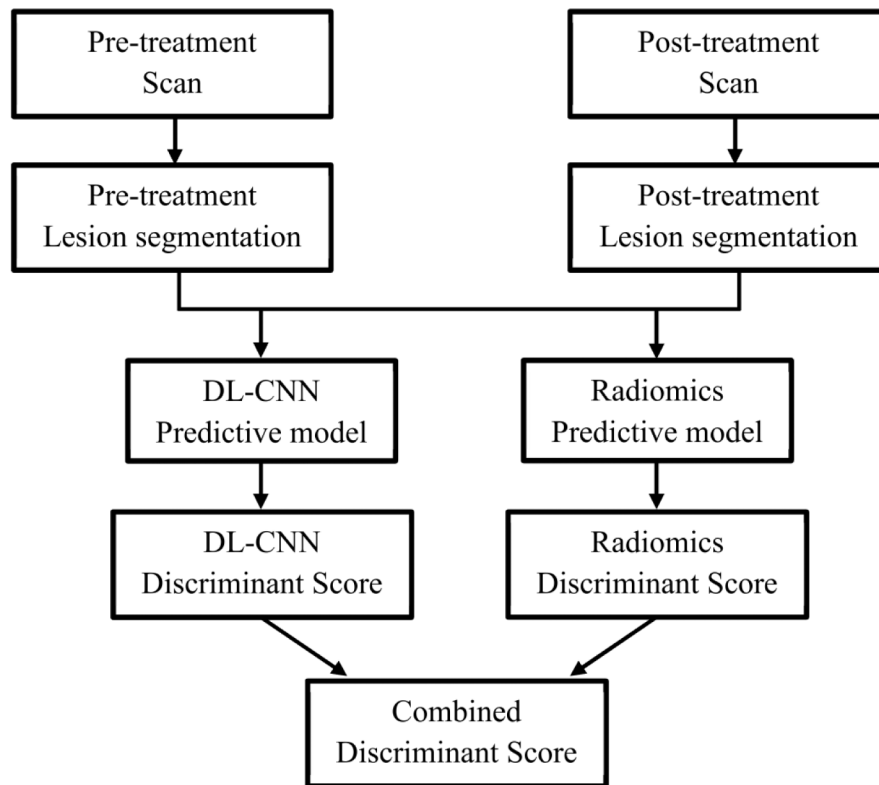 Pre-treatment
Scan
Post-treatment
Scan
Pre-treatment
Lesion segmentation
Post-treatment
Lesion segmentation
DL-CNN
Predictive model
Radiomics
Predictive model
DL-CNN
Discriminant Score
Radiomics
Discriminant Score
Combined
Discriminant Score